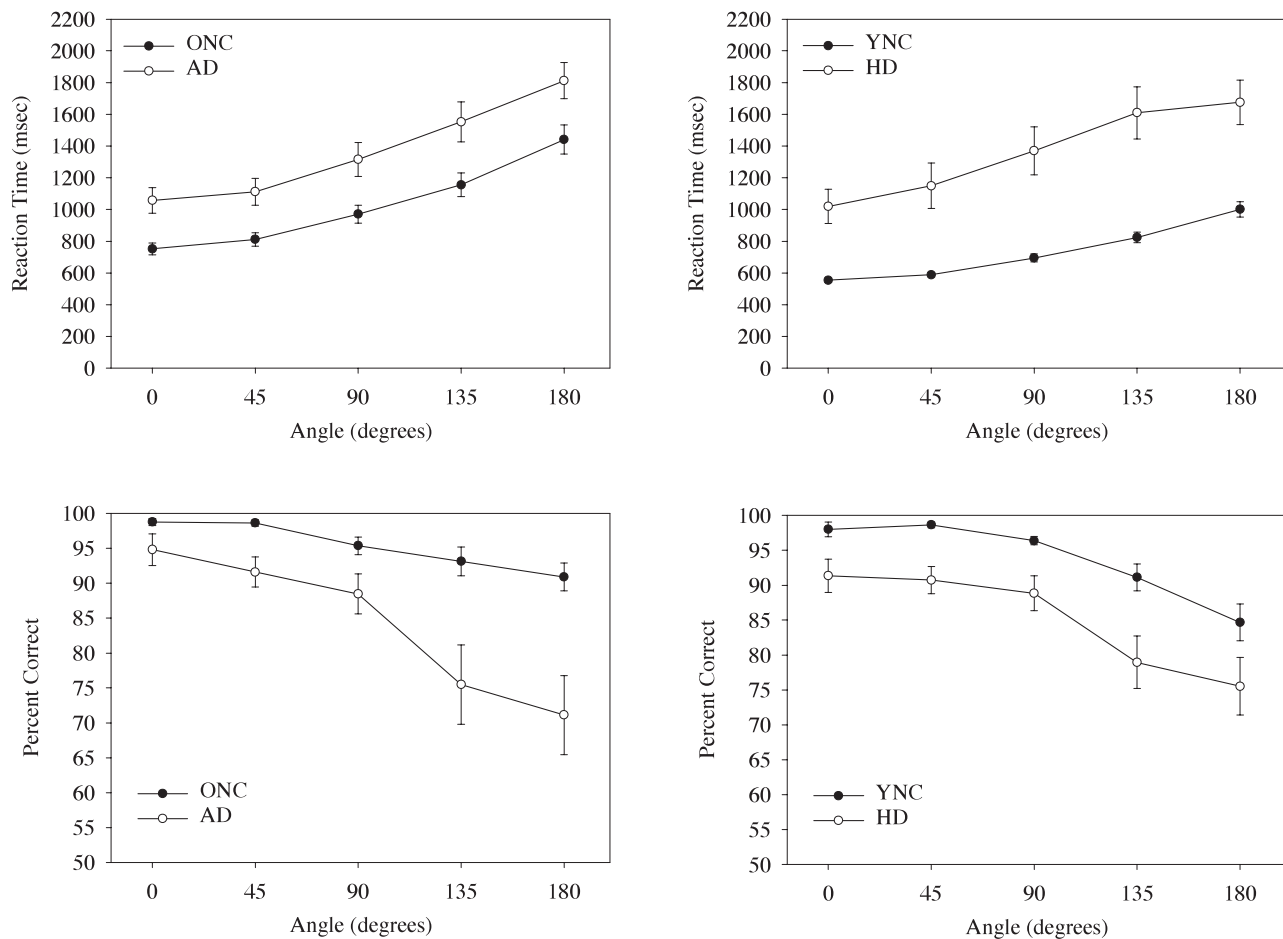 2200
2000
1800
1600
1400
1200
1000
800
600
400
200
0
Reaction Time (msec)
ONC
AD
0 45 90 135 180
Angle (degrees)
2200
2000
1800
1600
1400
1200
1000
800
600
400
200
0
Reaction Time (msec)
YNC
HD
0 45 90 135 180
Angle (degrees)
100
95
90
85
80
75
70
65
60
55
50
Percent Correct
ONC
AD
0 45 90 135 180
Angle (degrees)
100
95
90
85
80
75
70
65
60
55
50
Percent Correct
YNC
HD
0 45 90 135 180
Angle (degrees)